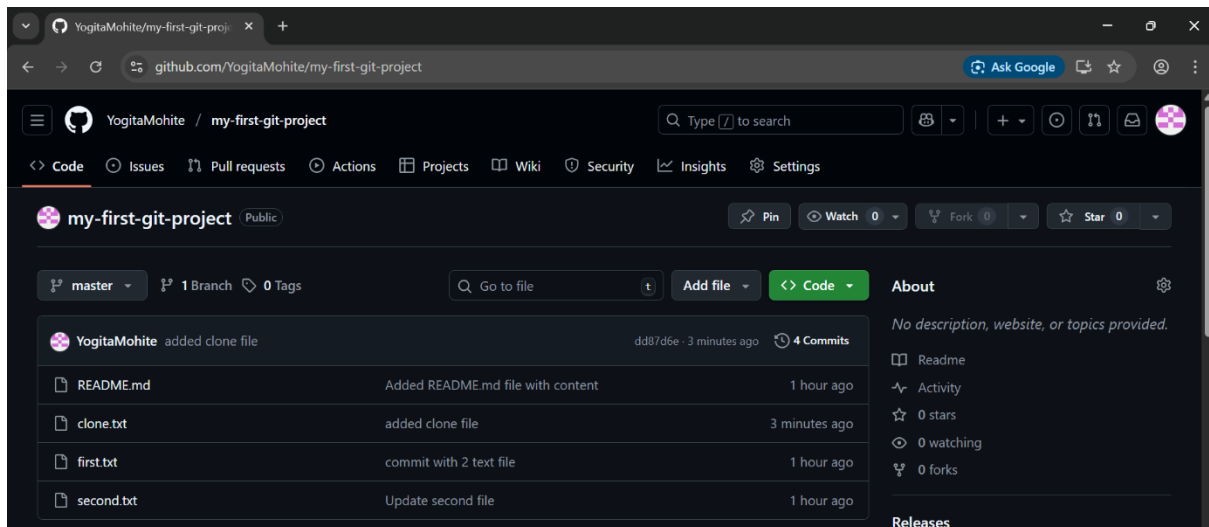 YogitaMohite/my-first-git-proje
github.com/YogitaMohite/my-first-git-project
Ask Google
YogitaMohite / my-first-git-project
Type / to search
Code Issues Pull requests Actions Projects Wiki Security Insights Settings
my-first-git-project Public
Pin Watch 0 Fork 0 Star 0
master 1 Branch 0 Tags Go to file t Add file Code
About
No description, website, or topics provided.
YogitaMohite added clone file dd87d6e · 3 minutes ago 4 Commits
README.md Added README.md file with content 1 hour ago
clone.txt added clone file 3 minutes ago
first.txt commit with 2 text file 1 hour ago
second.txt Update second file 1 hour ago
Readme
Activity
0 stars
0 watching
0 forks
Releases